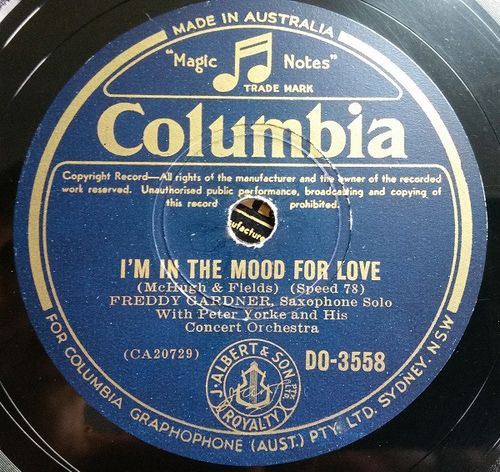 MADE IN AUSTRALIA
"Magic Notes"
TRADE MARK
Columbia
Copyright Record—All rights of the manufacturer and the owner of the recorded
work reserved. Unauthorised public performance, broadcasting and copying of
this record prohibited.
ufacture
I'M IN THE MOOD FOR LOVE
(McHugh & Fields) (Speed 78)
FREDDY GARDNER, Saxophone Solo
With Peter Yorke and His
Concert Orchestra
(CA20729)
DO-3558
J. ALBERT & SON PTY. LTD.
ROYALTY
FOR COLUMBIA GRAPHOPHONE (AUST.) PTY. LTD. SYDNEY. N.S.W